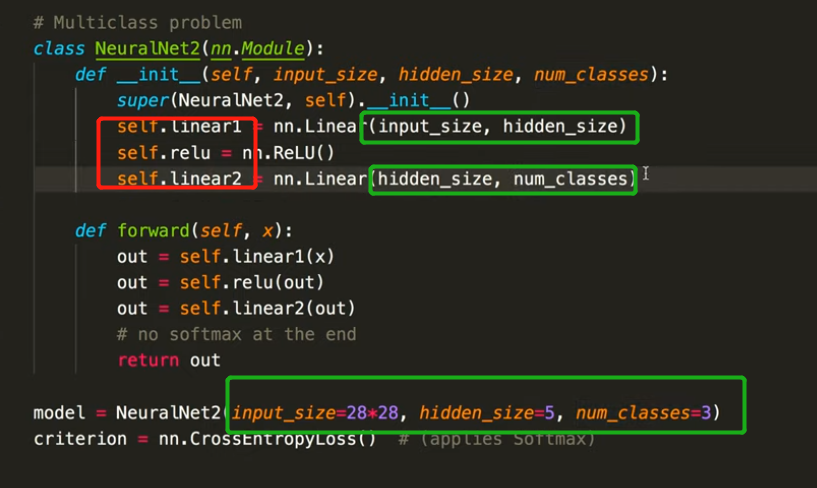 # Multiclass problem
class NeuralNet2(nn.Module):
    def __init__(self, input_size, hidden_size, num_classes):
        super(NeuralNet2, self).__init__()
        self.linear1 = nn.Linear(input_size, hidden_size)
        self.relu = nn.ReLU()
        self.linear2 = nn.Linear(hidden_size, num_classes)
    def forward(self, x):
        out = self.linear1(x)
        out = self.relu(out)
        out = self.linear2(out)
        # no softmax at the end
        return out
model = NeuralNet2(input_size=28*28, hidden_size=5, num_classes=3)
criterion = nn.CrossEntropyLoss()  # (applies Softmax)